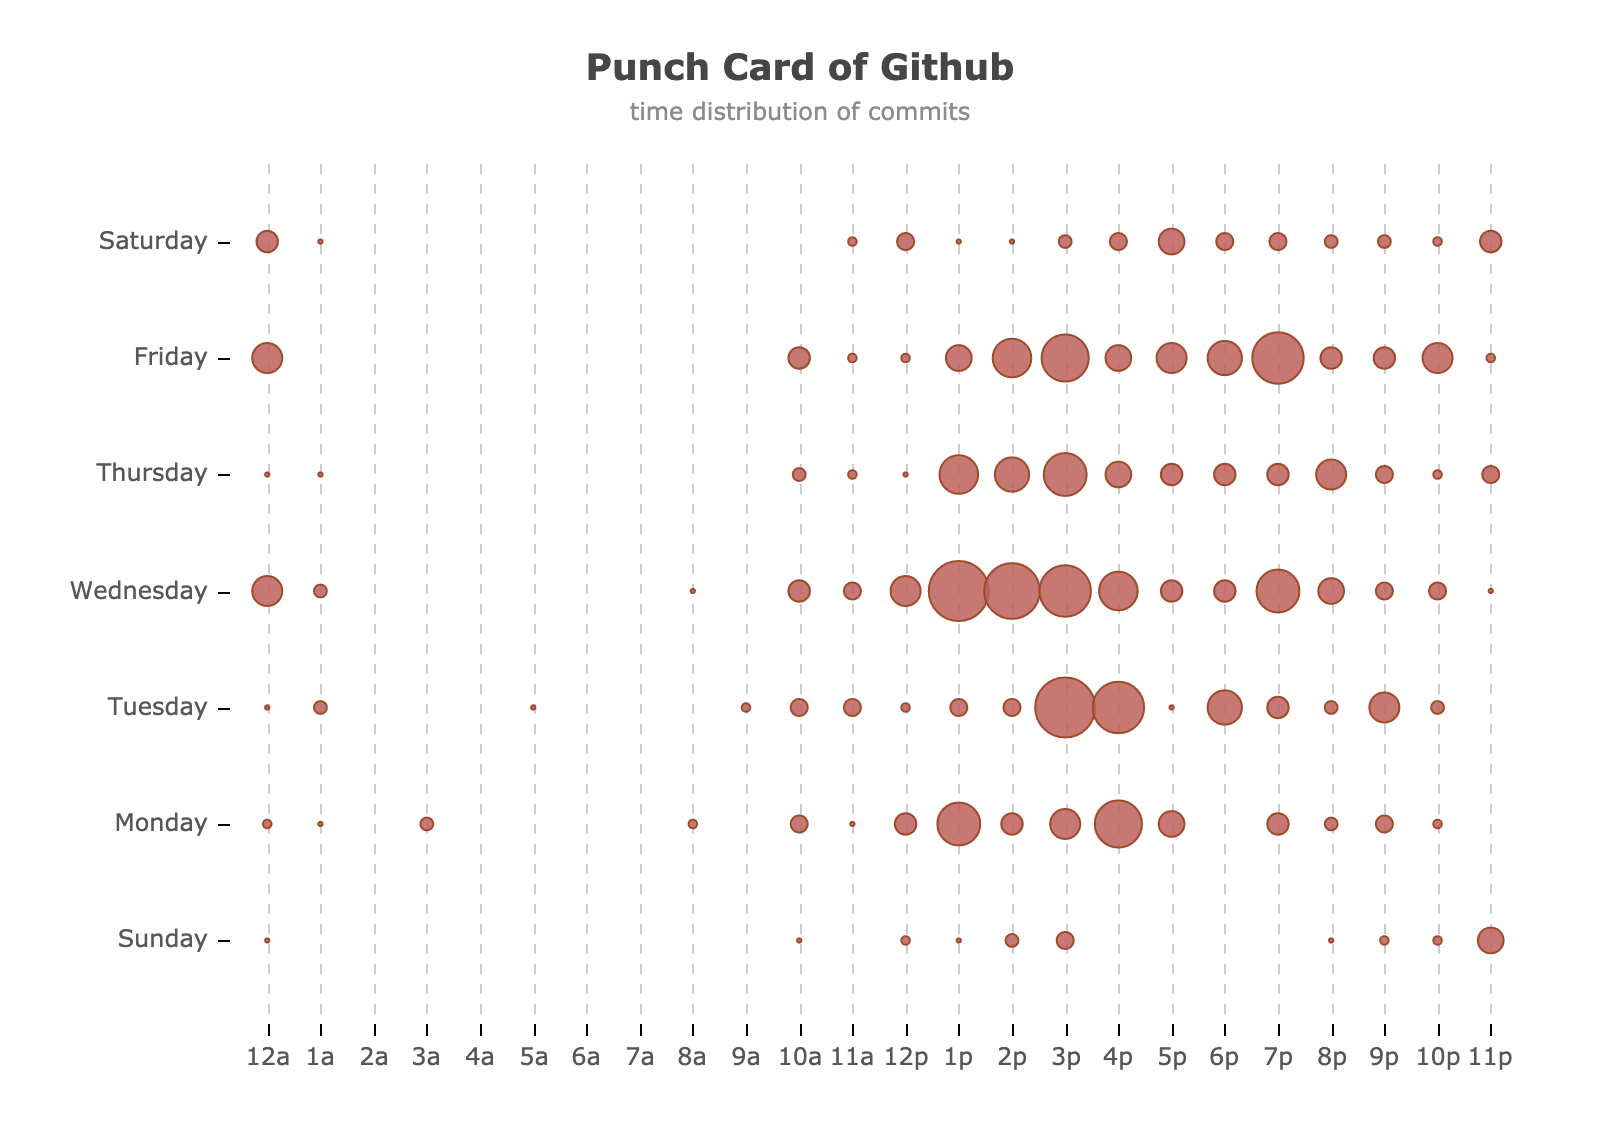 Punch Card of Github
time distribution of commits
Saturday
Friday
Thursday
Wednesday
Tuesday
Monday
Sunday
12a 1a 2a 3a 4a 5a 6a 7a 8a 9a 10a 11a 12p 1p 2p 3p 4p 5p 6p 7p 8p 9p 10p 11p